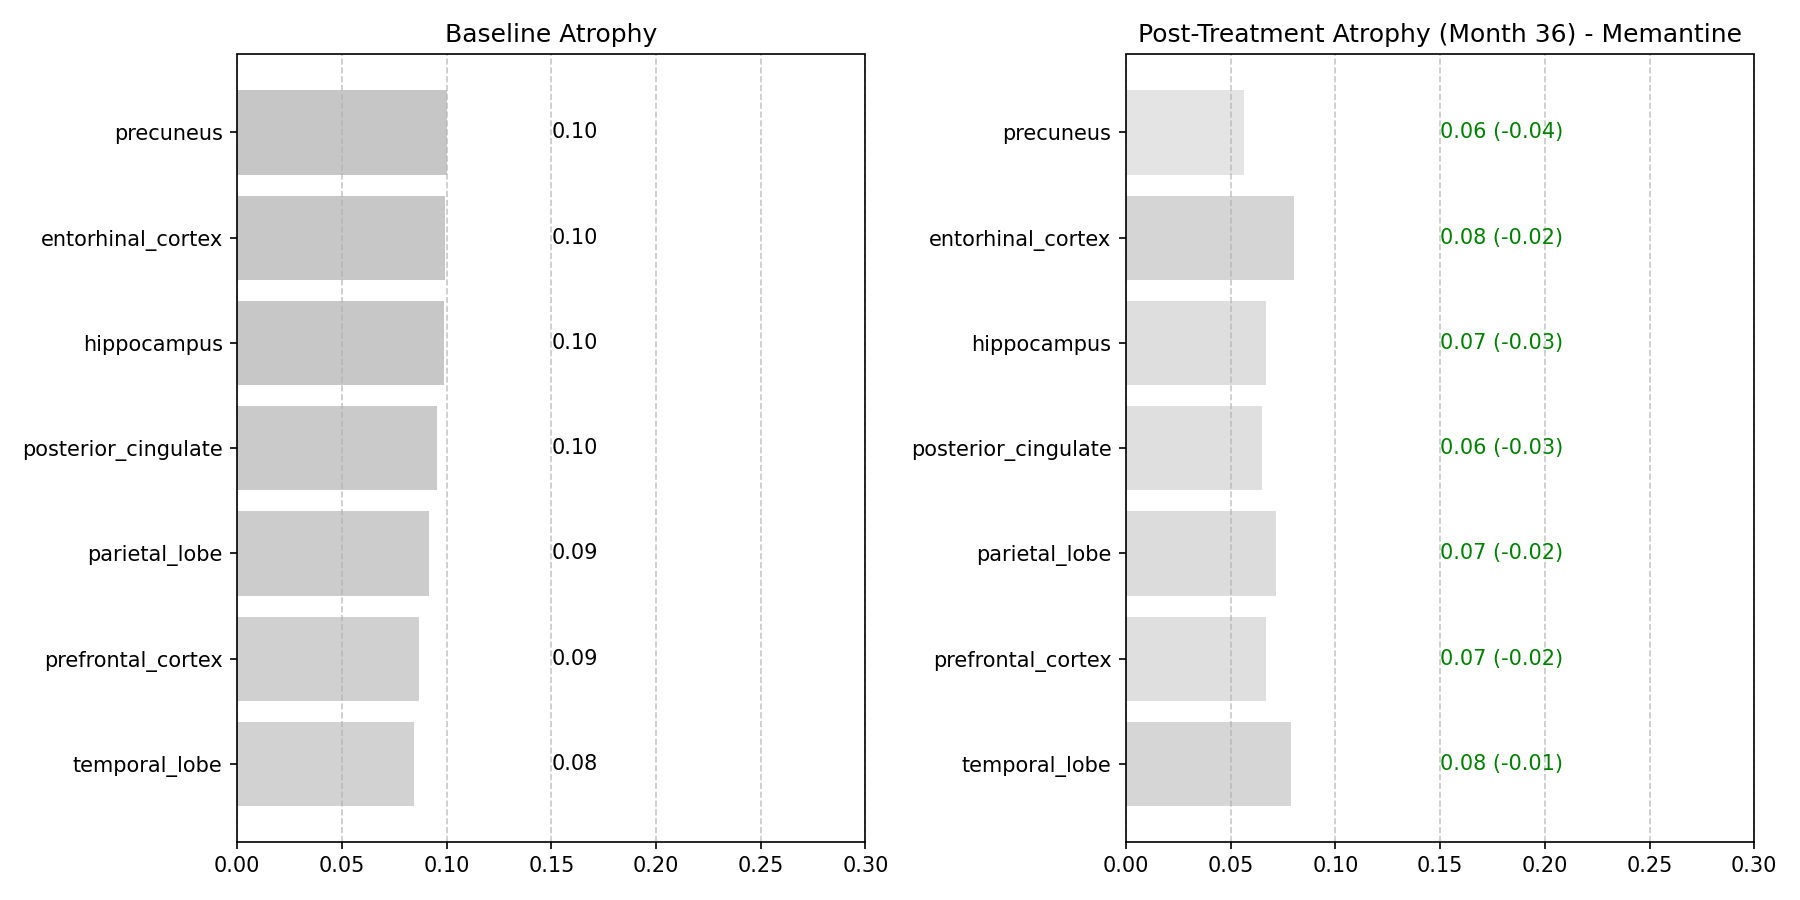 Baseline Atrophy
precuneus
0.10
entorhinal_cortex
0.10
hippocampus
0.10
posterior_cingulate
0.10
parietal_lobe
0.09
prefrontal_cortex
0.09
temporal_lobe
0.08
0.00 0.05 0.10 0.15 0.20 0.25 0.30
Post-Treatment Atrophy (Month 36) - Memantine
precuneus
0.06 (-0.04)
entorhinal_cortex
0.08 (-0.02)
hippocampus
0.07 (-0.03)
posterior_cingulate
0.06 (-0.03)
parietal_lobe
0.07 (-0.02)
prefrontal_cortex
0.07 (-0.02)
temporal_lobe
0.08 (-0.01)
0.00 0.05 0.10 0.15 0.20 0.25 0.30